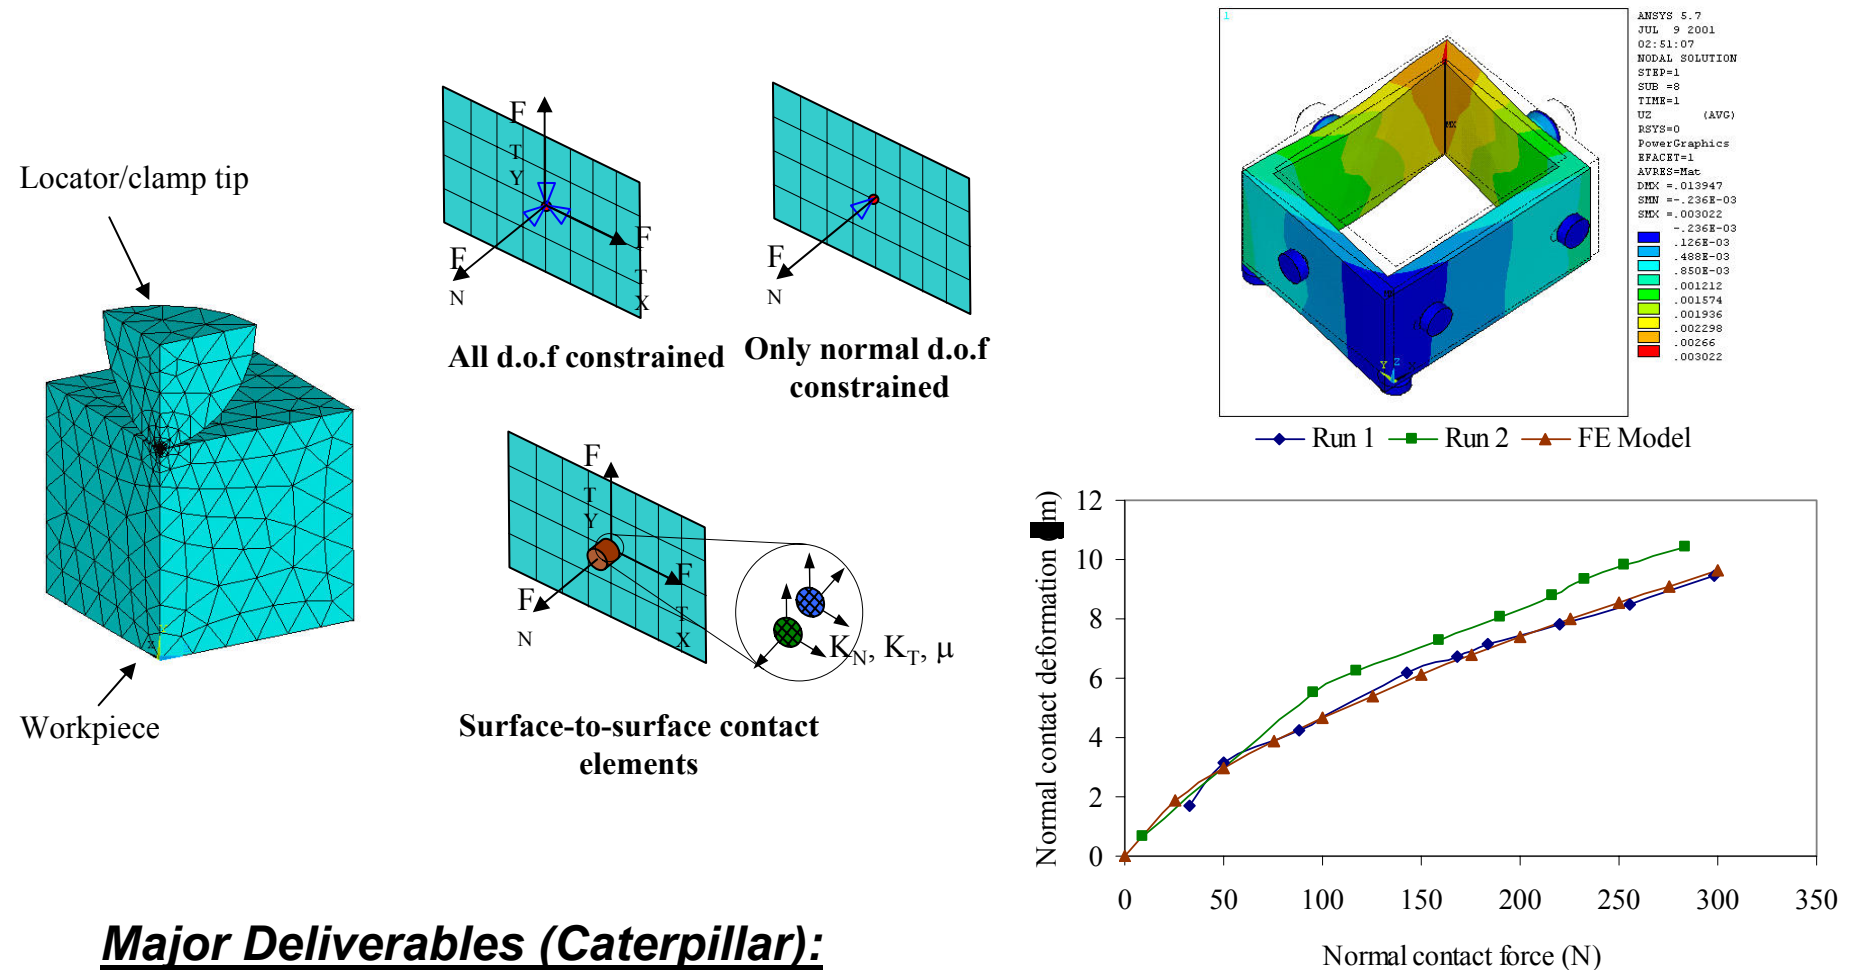 Locator/clamp tip
Workpiece
F
T
Y
F
T
X
F
N
All d.o.f constrained
F
N
Only normal d.o.f
constrained
F
T
Y
F
T
X
F
N
K_N, K_T, μ
Surface-to-surface contact
elements
1
ANSYS 5.7
JUL 9 2001
02:51:07
NODAL SOLUTION
STEP=1
SUB =8
TIME=1
UZ (AVG)
RSYS=0
PowerGraphics
EFACET=1
AVRES=Mat
DMX =.013947
SMN =-.236E-03
SMX =.003022
-.236E-03
.126E-03
.488E-03
.850E-03
.001212
.001574
.001936
.002298
.00266
.003022
MX
Y Z
Run 1 Run 2 FE Model
Normal contact deformation m)
12
10
8
6
4
2
0
0 50 100 150 200 250 300 350
Normal contact force (N)
Major Deliverables (Caterpillar):